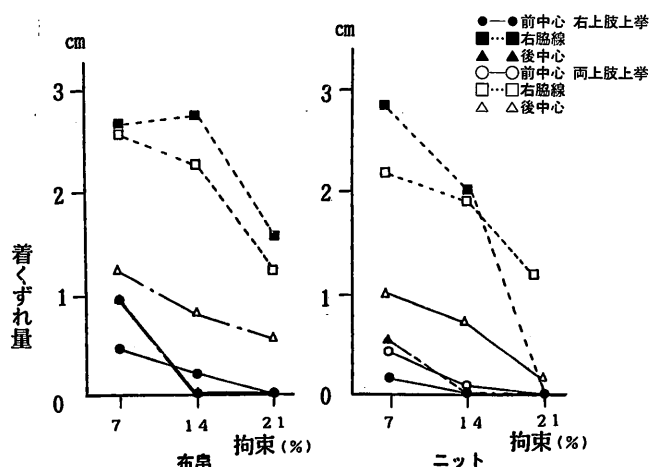 cm
3
2
1
0
着くずれ量
7
14
21
拘束(%)
布帛
cm
3
2
1
0
7
14
21
拘束(%)
ニット
前中心 右上肢上挙
右脇線
後中心
前中心 両上肢上挙
右脇線
後中心